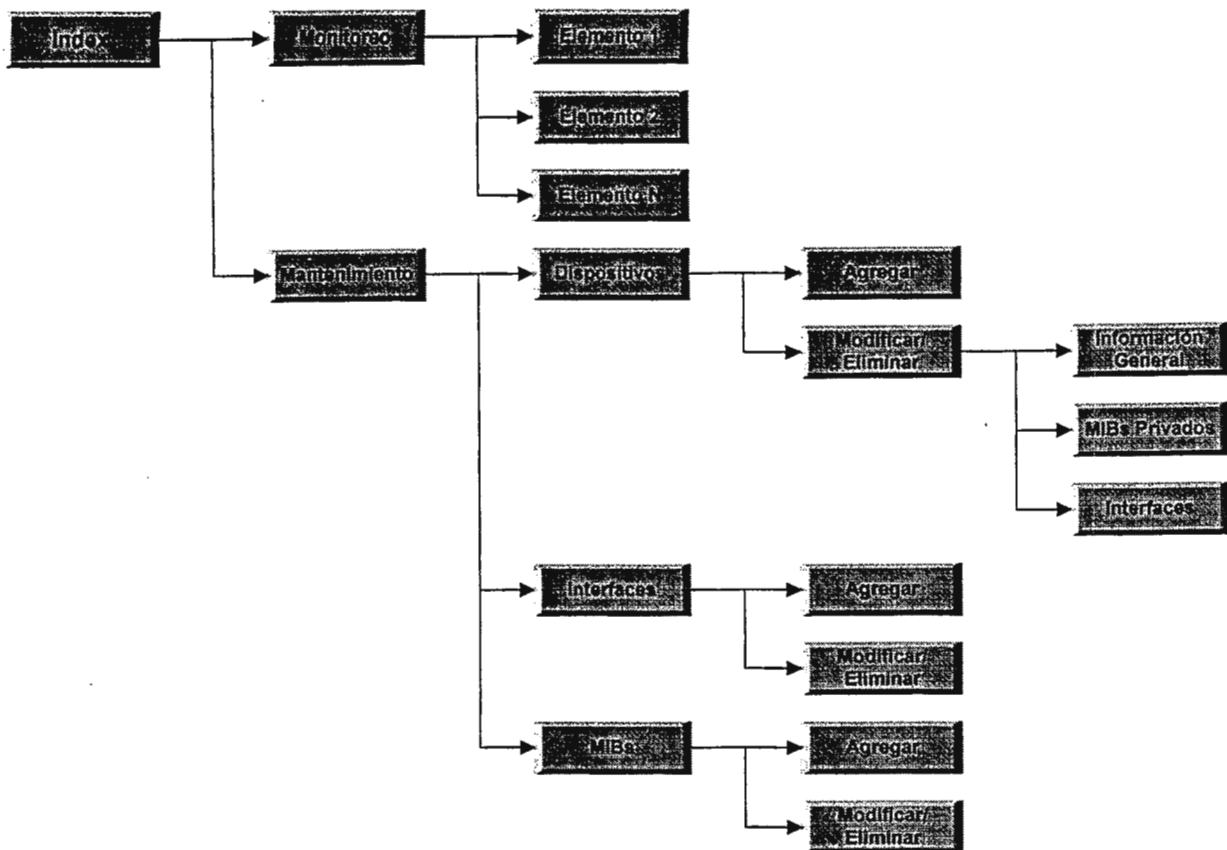 Index
Monitoreo
Elemento 1
Elemento 2
Elemento N
Mantenimiento
Dispositivos
Agregar
Modificar/
Eliminar
Información
General
MIBs Privados
Interfaces
Interfaces
Agregar
Modificar/
Eliminar
MIBs
Agregar
Modificar/
Eliminar